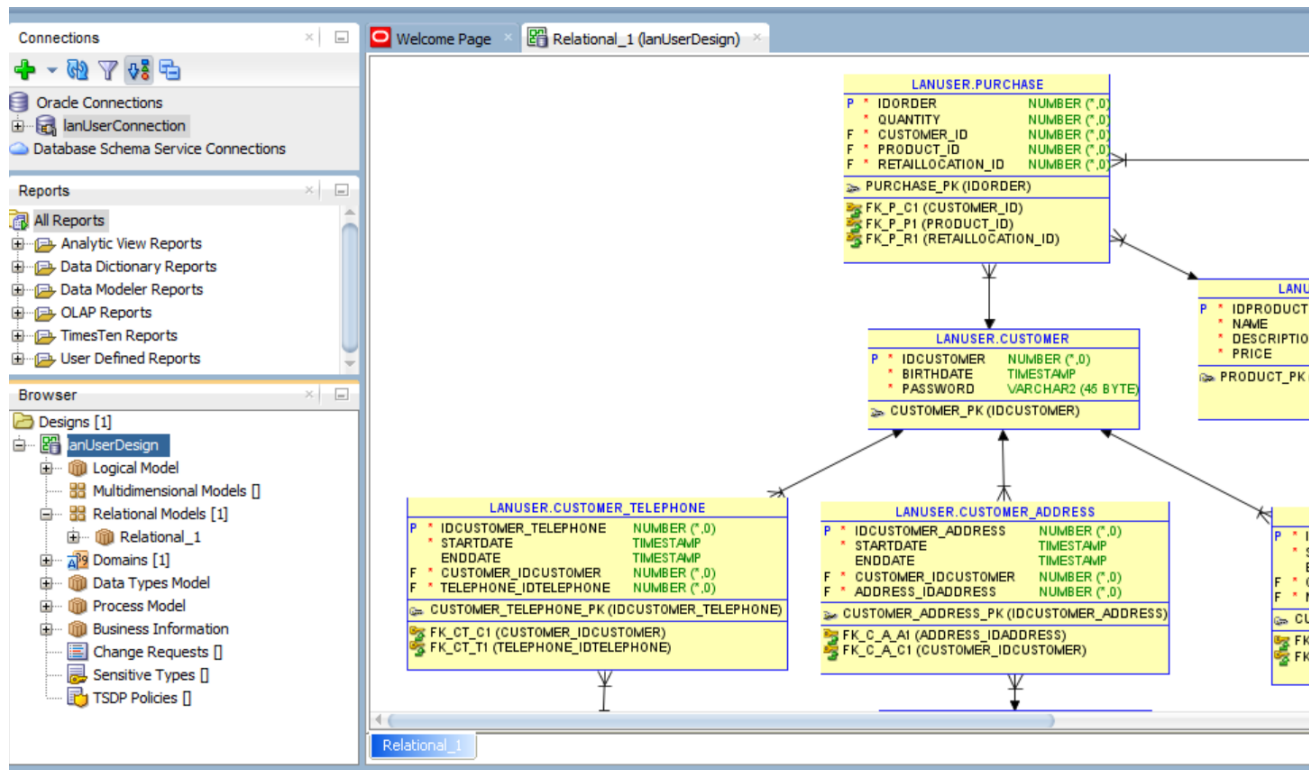 Connections
Oracle Connections
lanUserConnection
Database Schema Service Connections
Reports
All Reports
Analytic View Reports
Data Dictionary Reports
Data Modeler Reports
OLAP Reports
TimesTen Reports
User Defined Reports
Browser
Designs [1]
lanUserDesign
Logical Model
Multidimensional Models []
Relational Models [1]
Relational_1
Domains [1]
Data Types Model
Process Model
Business Information
Change Requests []
Sensitive Types []
TSDP Policies []
Welcome Page
Relational_1 (lanUserDesign)
LANUSER.PURCHASE
P * IDORDER NUMBER (*,0)
* QUANTITY NUMBER (*,0)
F * CUSTOMER_ID NUMBER (*,0)
F * PRODUCT_ID NUMBER (*,0)
F * RETAILLOCATION_ID NUMBER (*,0)
PURCHASE_PK (IDORDER)
FK_P_C1 (CUSTOMER_ID)
FK_P_P1 (PRODUCT_ID)
FK_P_R1 (RETAILLOCATION_ID)
LANU
P * IDPRODUCT
* NAME
* DESCRIPTIO
* PRICE
PRODUCT_PK (
LANUSER.CUSTOMER
P * IDCUSTOMER NUMBER (*,0)
* BIRTHDATE TIMESTAMP
* PASSWORD VARCHAR2 (45 BYTE)
CUSTOMER_PK (IDCUSTOMER)
LANUSER.CUSTOMER_TELEPHONE
P * IDCUSTOMER_TELEPHONE NUMBER (*,0)
* STARTDATE TIMESTAMP
ENDDATE TIMESTAMP
F * CUSTOMER_IDCUSTOMER NUMBER (*,0)
F * TELEPHONE_IDTELEPHONE NUMBER (*,0)
CUSTOMER_TELEPHONE_PK (IDCUSTOMER_TELEPHONE)
FK_CT_C1 (CUSTOMER_IDCUSTOMER)
FK_CT_T1 (TELEPHONE_IDTELEPHONE)
LANUSER.CUSTOMER_ADDRESS
P * IDCUSTOMER_ADDRESS NUMBER (*,0)
* STARTDATE TIMESTAMP
ENDDATE TIMESTAMP
F * CUSTOMER_IDCUSTOMER NUMBER (*,0)
F * ADDRESS_IDADDRESS NUMBER (*,0)
CUSTOMER_ADDRESS_PK (IDCUSTOMER_ADDRESS)
FK_C_A_A1 (ADDRESS_IDADDRESS)
FK_C_A_C1 (CUSTOMER_IDCUSTOMER)
P *
*
F *
F *
CU
FK
FK
Relational_1